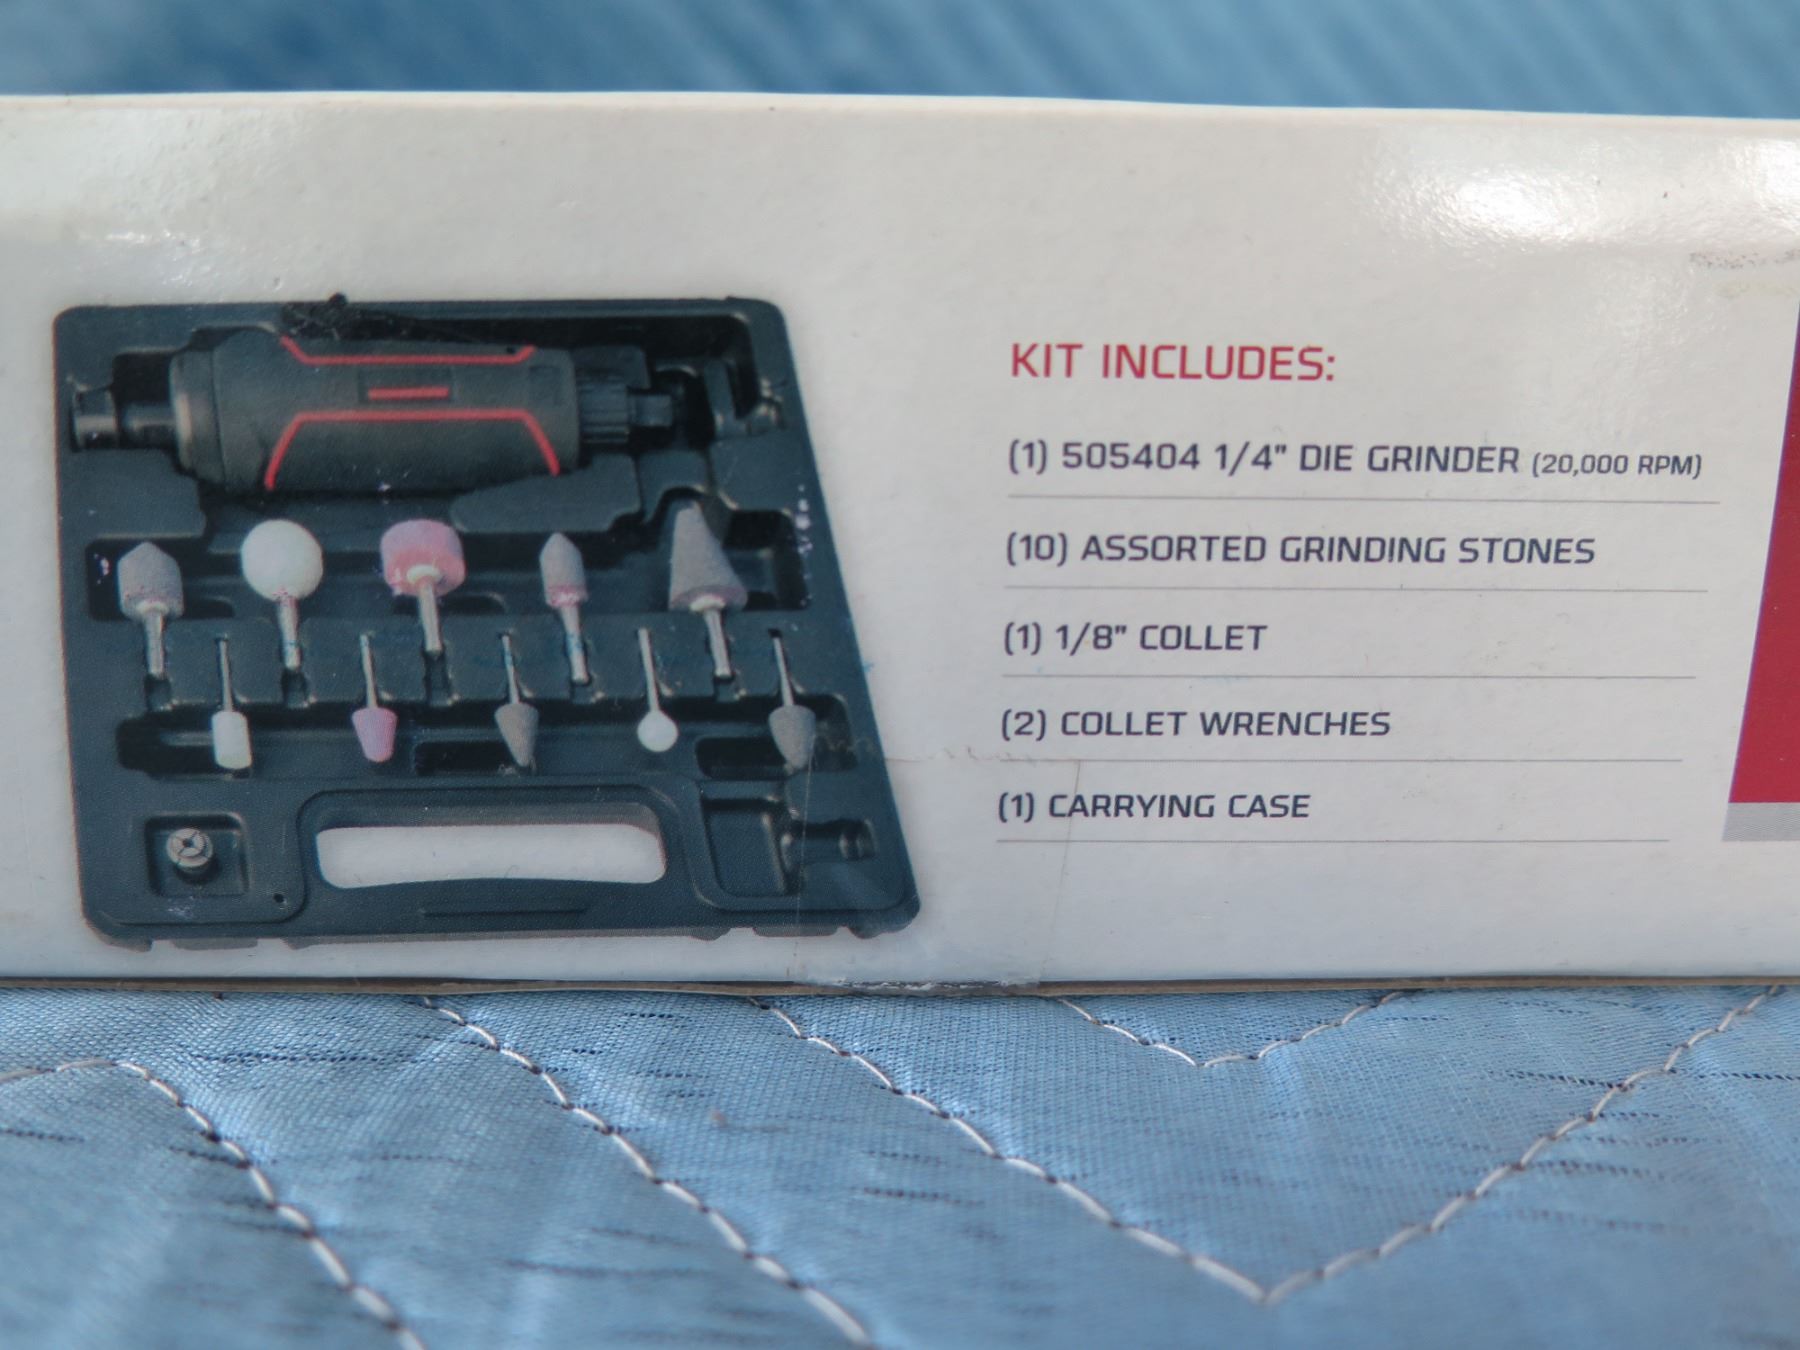 KIT INCLUDES:
(1) 505404 1/4" DIE GRINDER (20,000 RPM)
(10) ASSORTED GRINDING STONES
(1) 1/8" COLLET
(2) COLLET WRENCHES
(1) CARRYING CASE